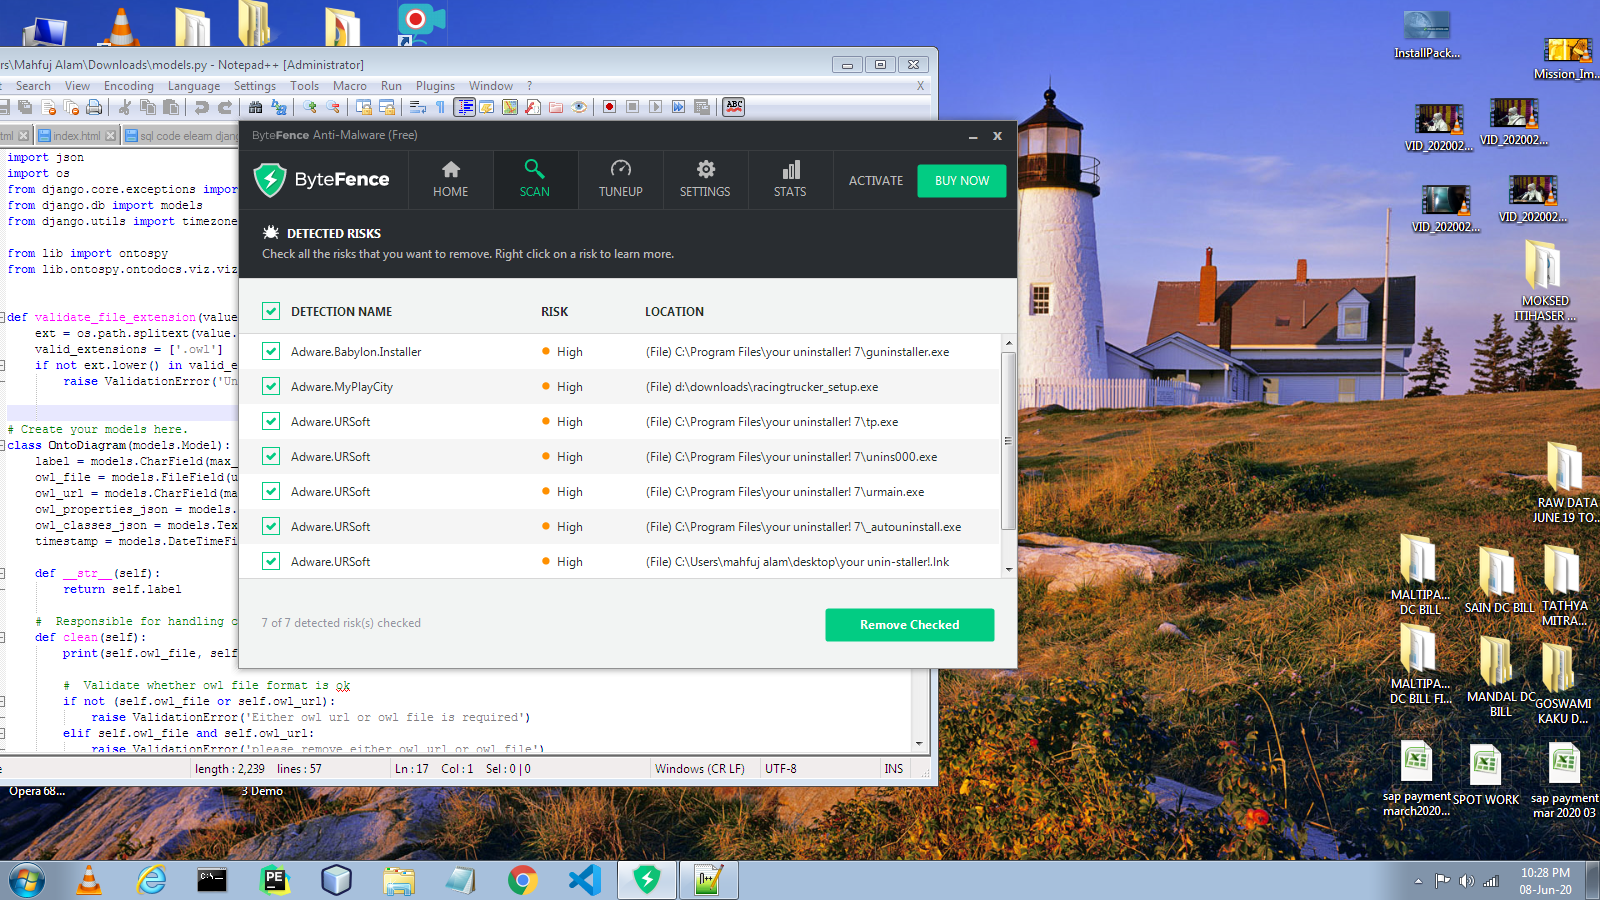 rs\Mahfuj Alam\Downloads\models.py - Notepad++ [Administrator]
Search View Encoding Language Settings Tools Macro Run Plugins Window ? X
ABC
tml index.html sql code elearn djang
import json
import os
from django.core.exceptions impor
from django.db import models
from django.utils import timezone
from lib import ontospy
from lib.ontospy.ontodocs.viz.viz
def validate_file_extension(value
ext = os.path.splitext(value.
valid_extensions = ['.owl']
if not ext.lower() in valid_e
raise ValidationError('Un
# Create your models here.
class OntoDiagram(models.Model):
label = models.CharField(max_
owl_file = models.FileField(u
owl_url = models.CharField(ma
owl_properties_json = models.
owl_classes_json = models.Tex
timestamp = models.DateTimeFi
def __str__(self):
return self.label
# Responsible for handling c
def clean(self):
print(self.owl_file, self
# Validate whether owl file format is ok
if not (self.owl_file or self.owl_url):
raise ValidationError('Either owl url or owl file is required')
elif self.owl_file and self.owl_url:
raise ValidationError('please remove either owl url or owl file')
e length : 2,239 lines : 57 Ln : 17 Col : 1 Sel : 0 | 0 Windows (CR LF) UTF-8 INS
ByteFence Anti-Malware (Free)
ByteFence
HOME SCAN TUNEUP SETTINGS STATS ACTIVATE BUY NOW
DETECTED RISKS
Check all the risks that you want to remove. Right click on a risk to learn more.
DETECTION NAME RISK LOCATION
Adware.Babylon.Installer High (File) C:\Program Files\your uninstaller! 7\guninstaller.exe
Adware.MyPlayCity High (File) d:\downloads\racingtrucker_setup.exe
Adware.URSoft High (File) C:\Program Files\your uninstaller! 7\tp.exe
Adware.URSoft High (File) C:\Program Files\your uninstaller! 7\unins000.exe
Adware.URSoft High (File) C:\Program Files\your uninstaller! 7\urmain.exe
Adware.URSoft High (File) C:\Program Files\your uninstaller! 7\_autouninstall.exe
Adware.URSoft High (File) C:\Users\mahfuj alam\desktop\your unin-staller!.lnk
7 of 7 detected risk(s) checked
Remove Checked
InstallPack...
Mission_Im...
VID_202002...
VID_202002...
VID_202002...
VID_202002...
MOKSED
ITIHASER ...
RAW DATA
JUNE 19 TO...
MALTIPA...
DC BILL
SAIN DC BILL
TATHYA
MITRA...
MALTIPA...
DC BILL FI...
MANDAL DC
BILL
GOSWAMI
KAKU D...
sap payment
march2020...
SPOT WORK
sap payment
mar 2020 03
Opera 68...
3 Demo
C:\_
PE
n++
10:28 PM
08-Jun-20